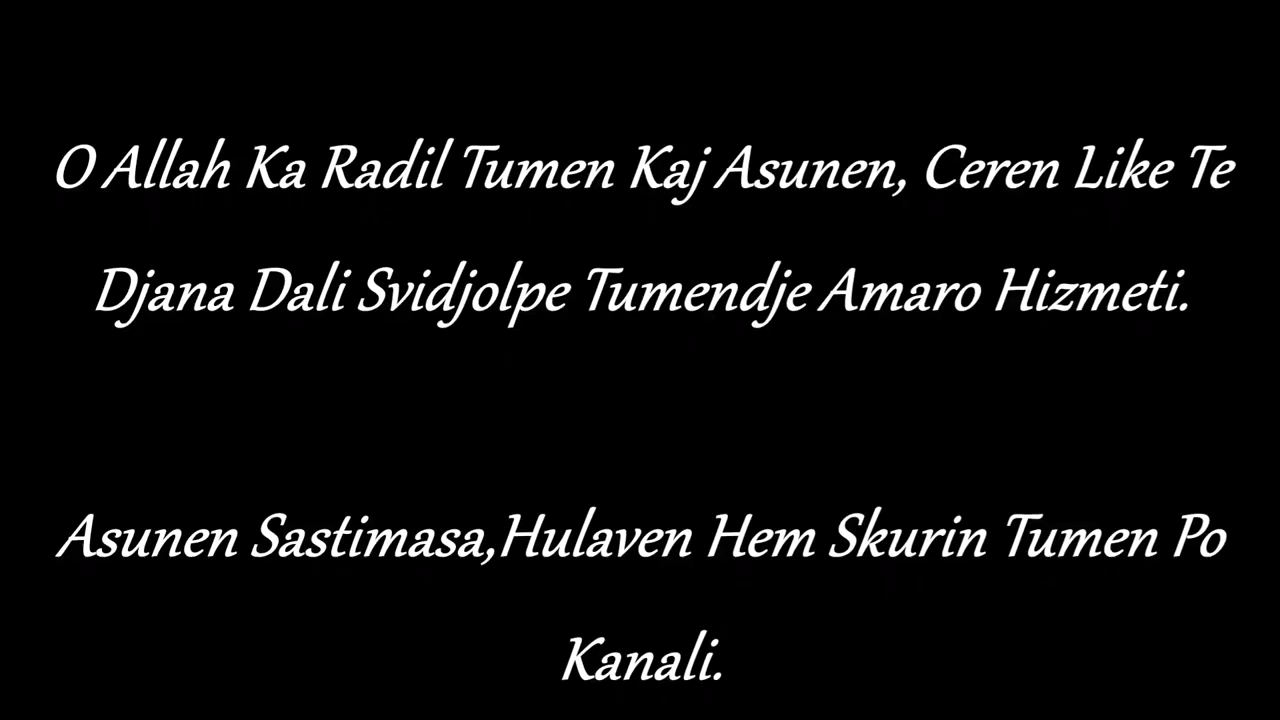 O Allah Ka Radil Tumen Kaj Asunen, Ceren Like Te
Djana Dali Svidjolpe Tumendje Amaro Hizmeti.
Asunen Sastimasa,Hulaven Hem Skurin Tumen Po
Kanali.